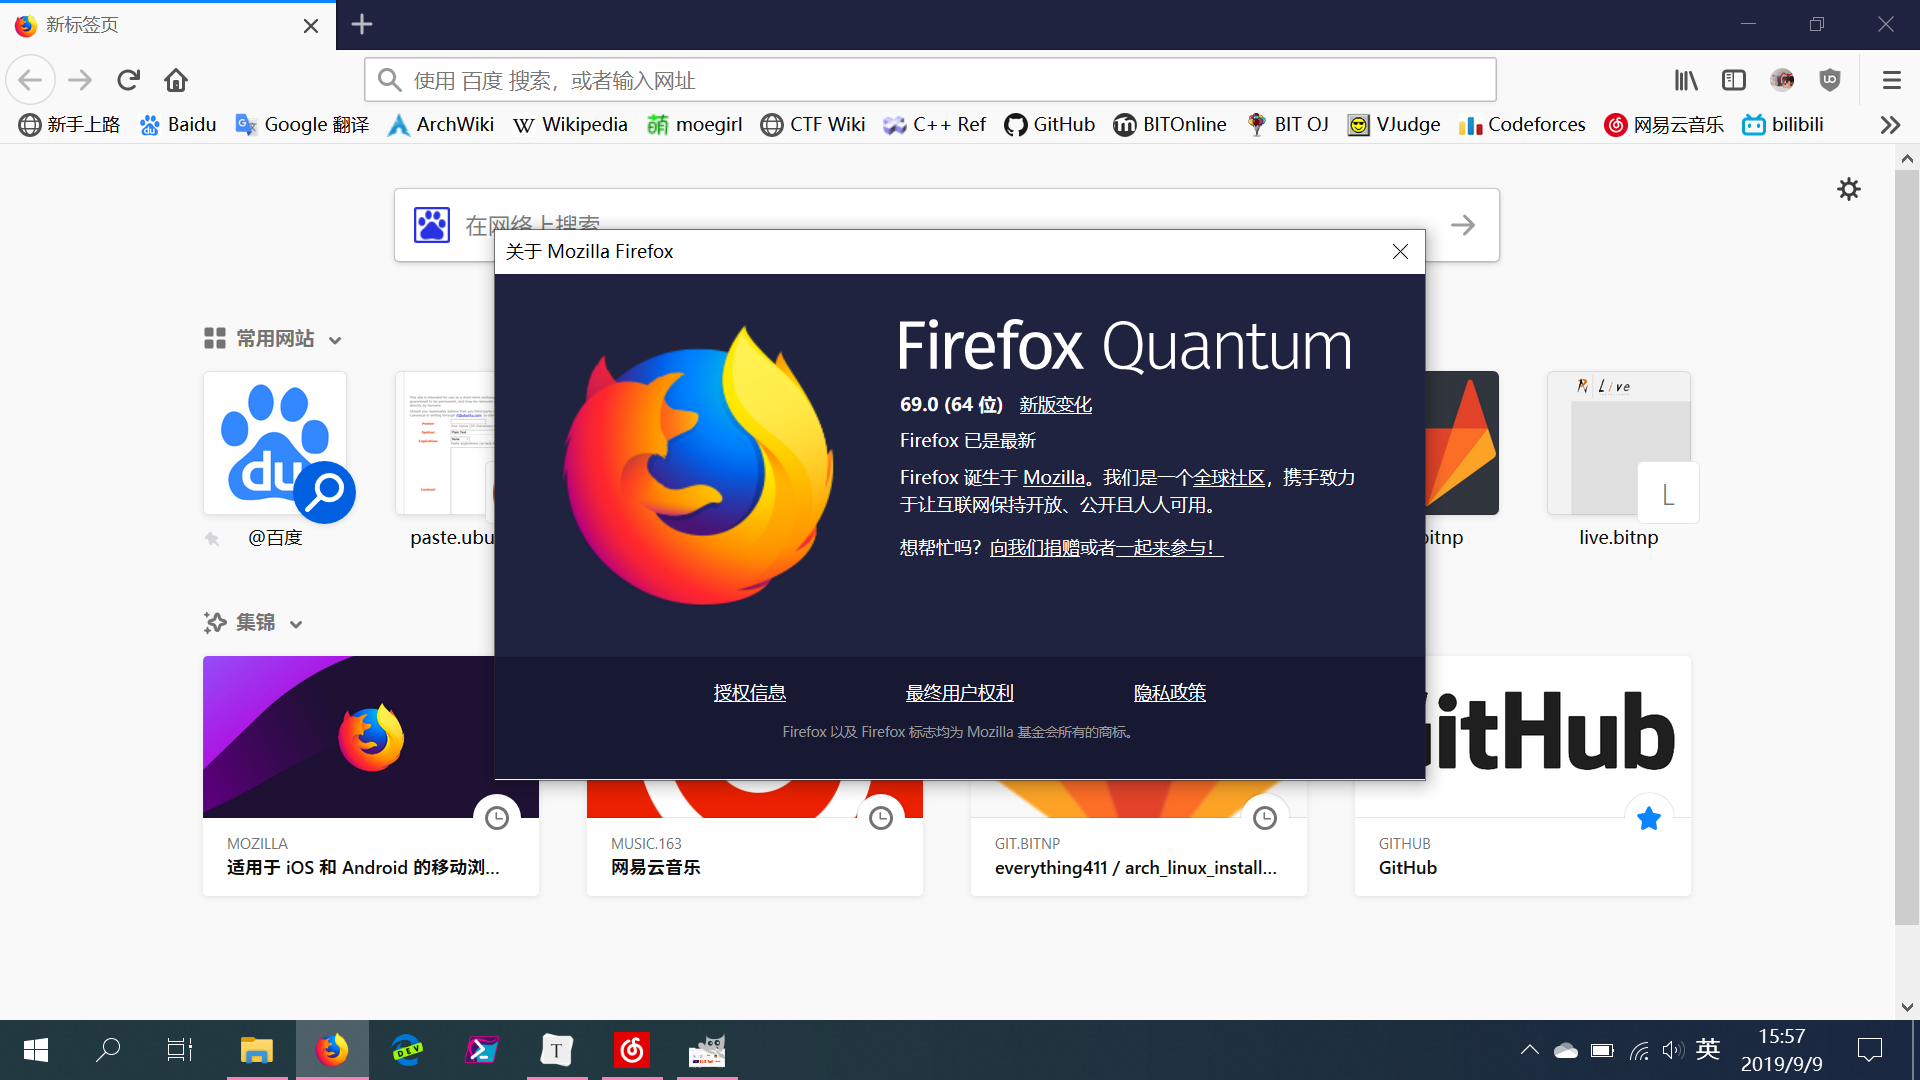 新标签页
使用 百度 搜索，或者输入网址
新手上路 Baidu Google 翻译 ArchWiki Wikipedia moegirl CTF Wiki C++ Ref GitHub BITOnline BIT OJ VJudge Codeforces 网易云音乐 bilibili
在网络上搜索
关于 Mozilla Firefox
Firefox Quantum
69.0 (64 位) 新版变化
Firefox 已是最新
Firefox 诞生于 Mozilla。我们是一个全球社区，携手致力
于让互联网保持开放、公开且人人可用。
想帮忙吗？向我们捐赠或者一起来参与！
授权信息 最终用户权利 隐私政策
Firefox 以及 Firefox 标志均为 Mozilla 基金会所有的商标。
常用网站
du
Live
L
@百度 paste.ubu bitnp live.bitnp
集锦
GitHub
MOZILLA
适用于 iOS 和 Android 的移动浏...
MUSIC.163
网易云音乐
GIT.BITNP
everything411 / arch_linux_install...
GITHUB
GitHub
DEV
T
英
15:57
2019/9/9